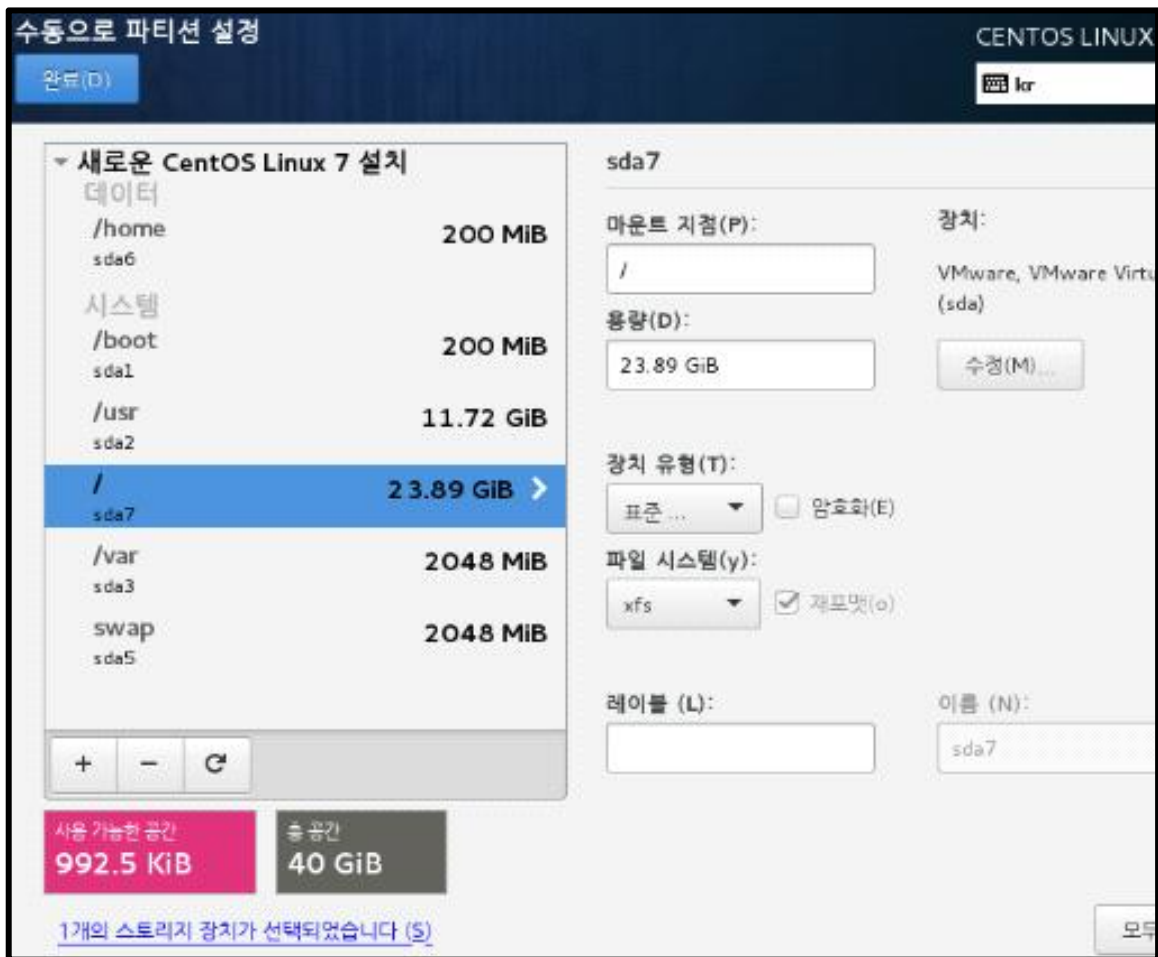 수동으로 파티션 설정
CENTOS LINUX
완료(D)
kr
새로운 CentOS Linux 7 설치
데이터
/home
200 MiB
sda6
시스템
/boot
200 MiB
sda1
/usr
11.72 GiB
sda2
/
23.89 GiB
sda7
/var
2048 MiB
sda3
swap
2048 MiB
sda5
+ −
사용 가능한 공간
992.5 KiB
총 공간
40 GiB
1개의 스토리지 장치가 선택되었습니다 (S)
sda7
마운트 지점(P):
/
용량(D):
23.89 GiB
장치:
VMware, VMware Virtu
(sda)
수정(M)...
장치 유형(T):
표준 ...
암호화(E)
파일 시스템(y):
xfs
재포맷(o)
레이블 (L):
이름 (N):
sda7
모두